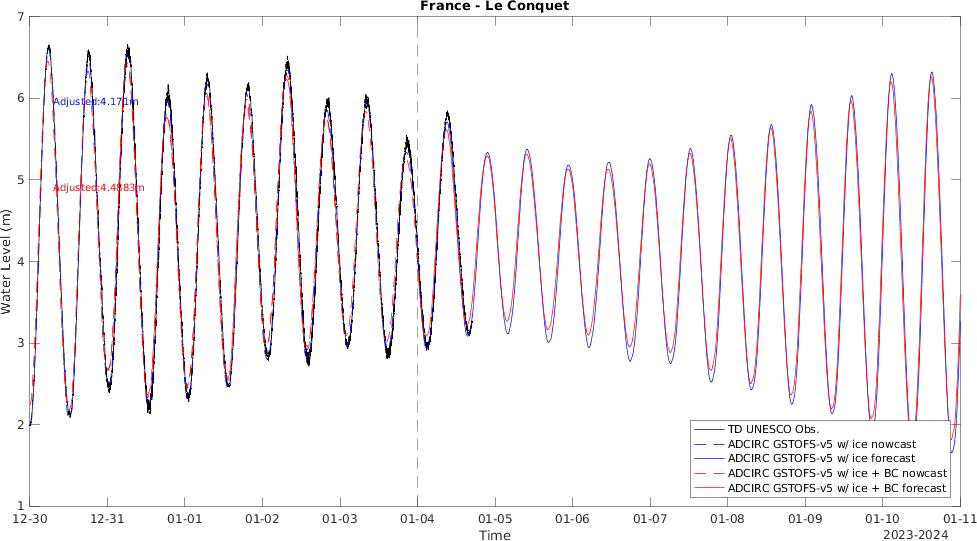 France - Le Conquet
7
6
5
4
3
2
1
Water Level (m)
Adjusted:4.171m
Adjusted:4.4883m
TD UNESCO Obs.
ADCIRC GSTOFS-v5 w/ ice nowcast
ADCIRC GSTOFS-v5 w/ ice forecast
ADCIRC GSTOFS-v5 w/ ice + BC nowcast
ADCIRC GSTOFS-v5 w/ ice + BC forecast
12-30 12-31 01-01 01-02 01-03 01-04 01-05 01-06 01-07 01-08 01-09 01-10 01-11
Time
2023-2024